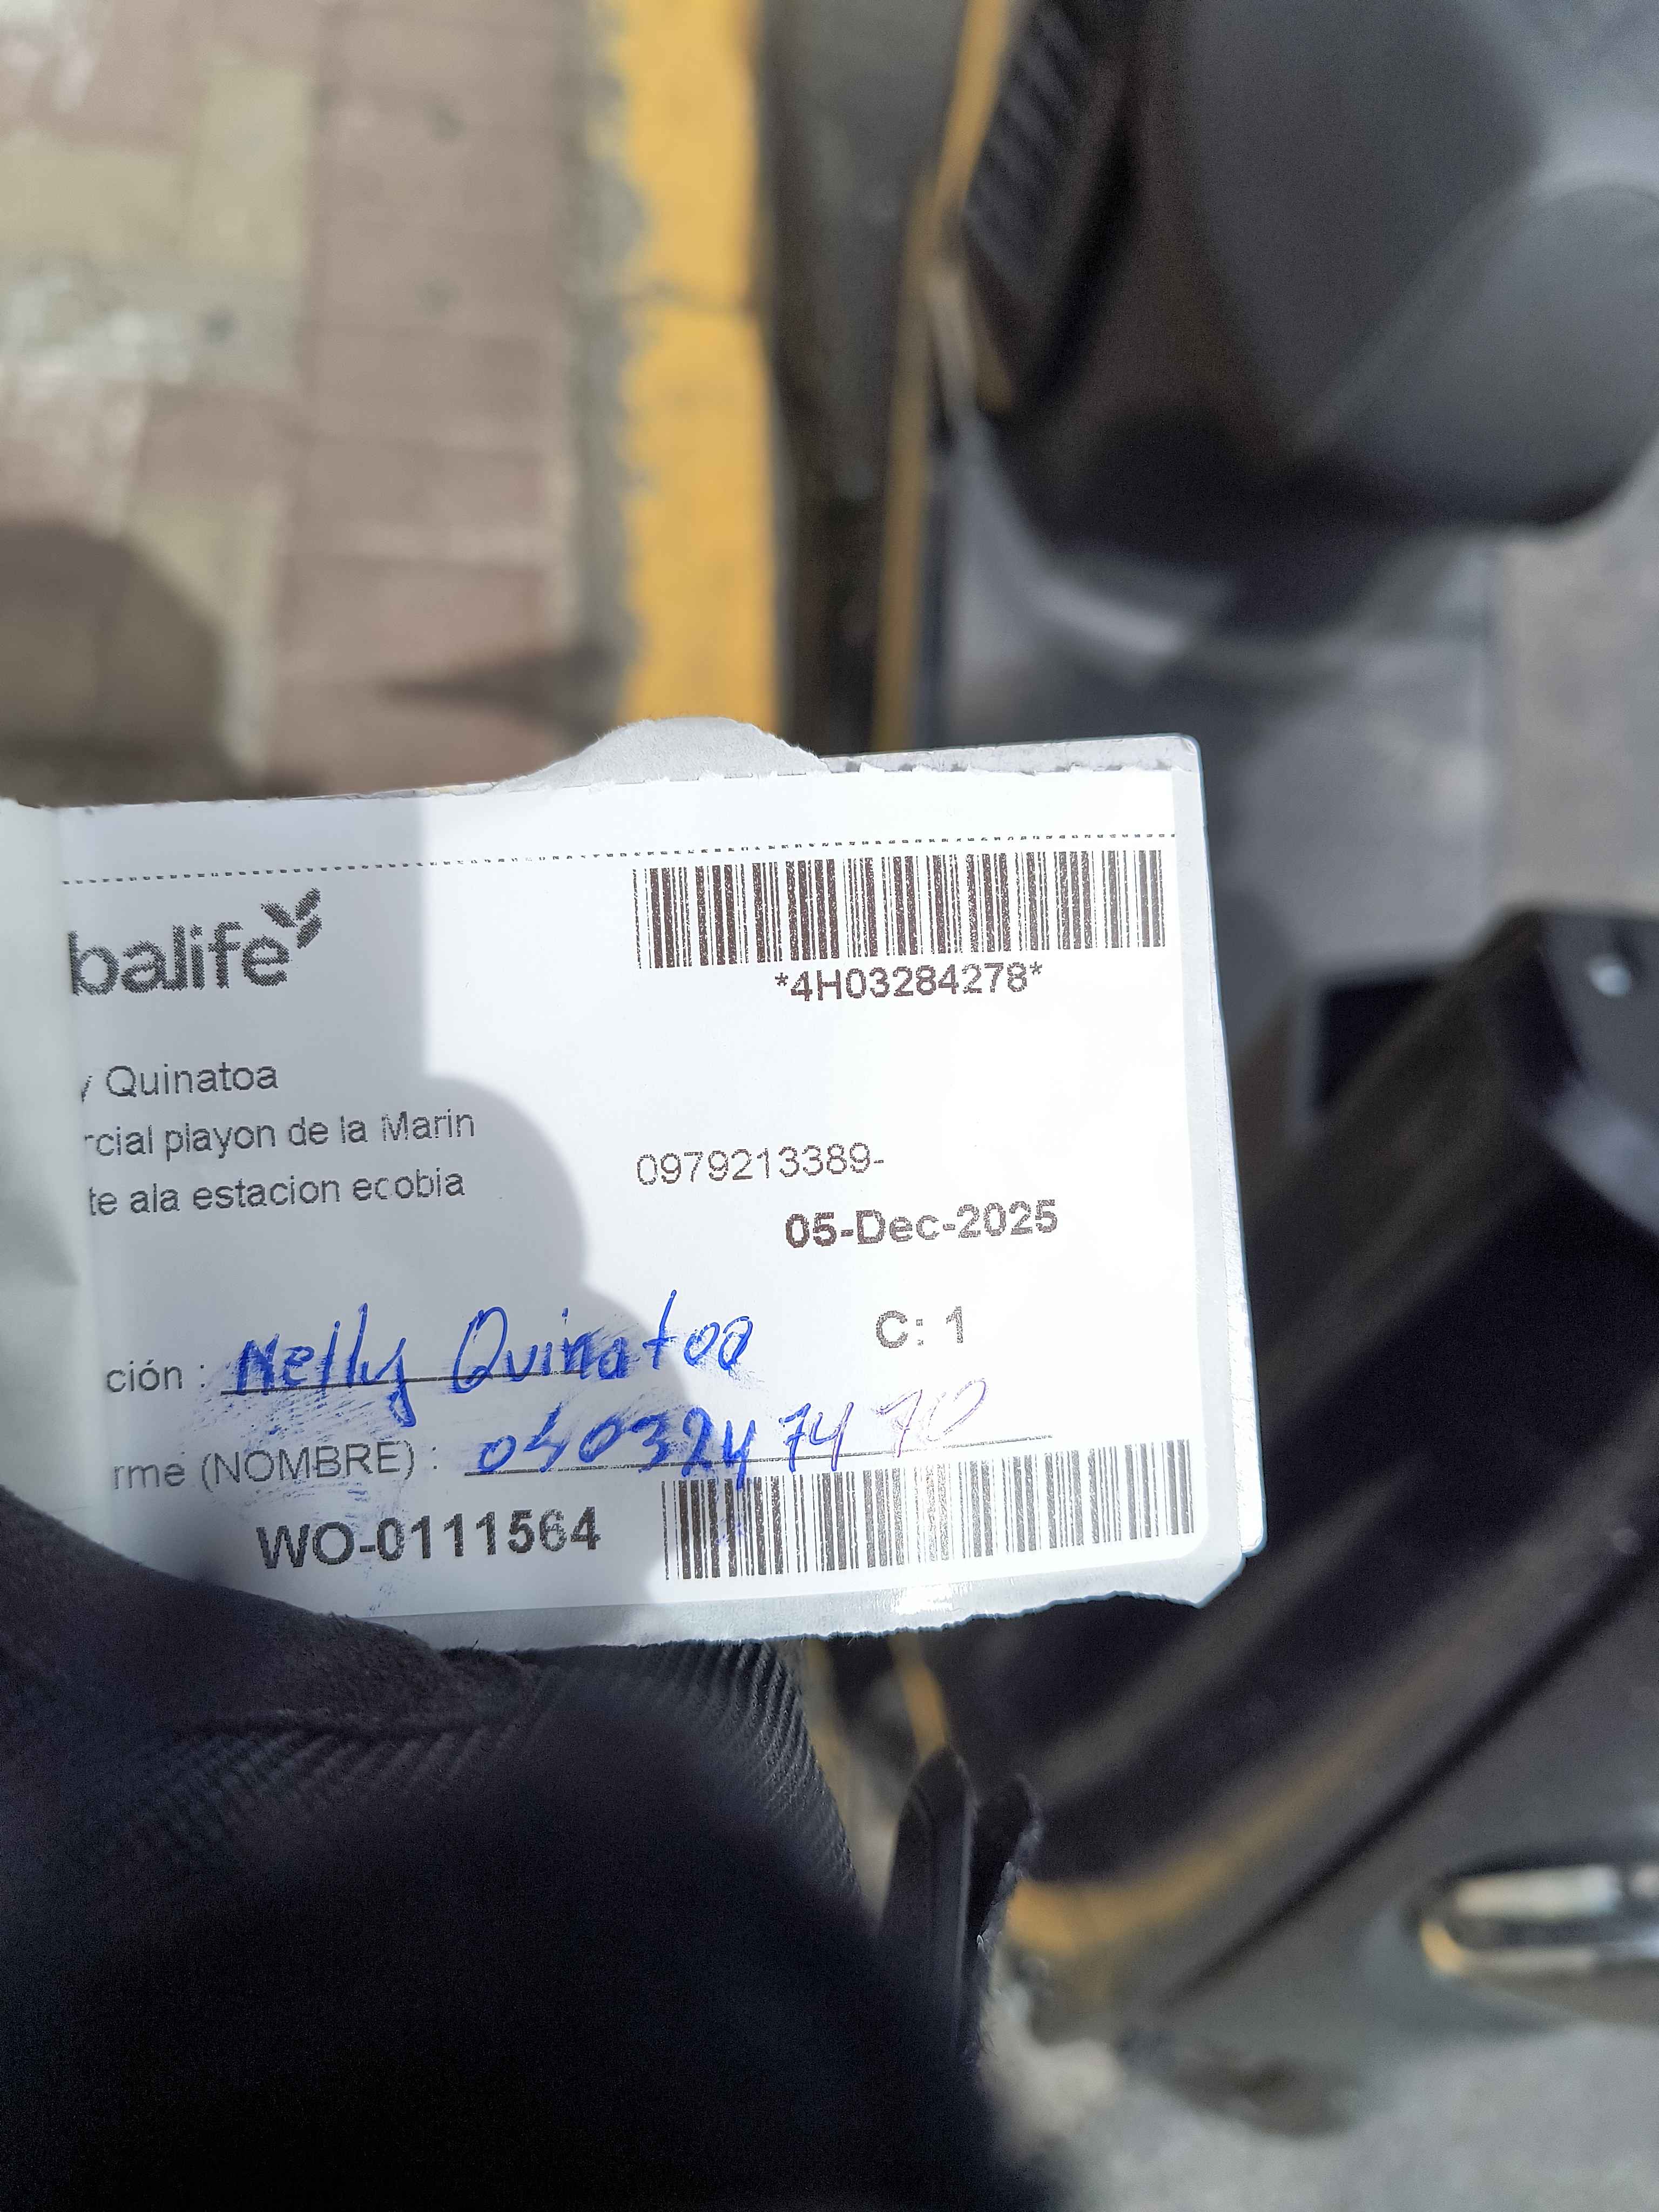 balife
*4H03284278*
y Quinatoa
rcial playon de la Marin
te ala estacion ecobia
0979213389-
05-Dec-2025
C: 1
ción : Nelly Quinatoa
rme (NOMBRE) :
WO-0111564